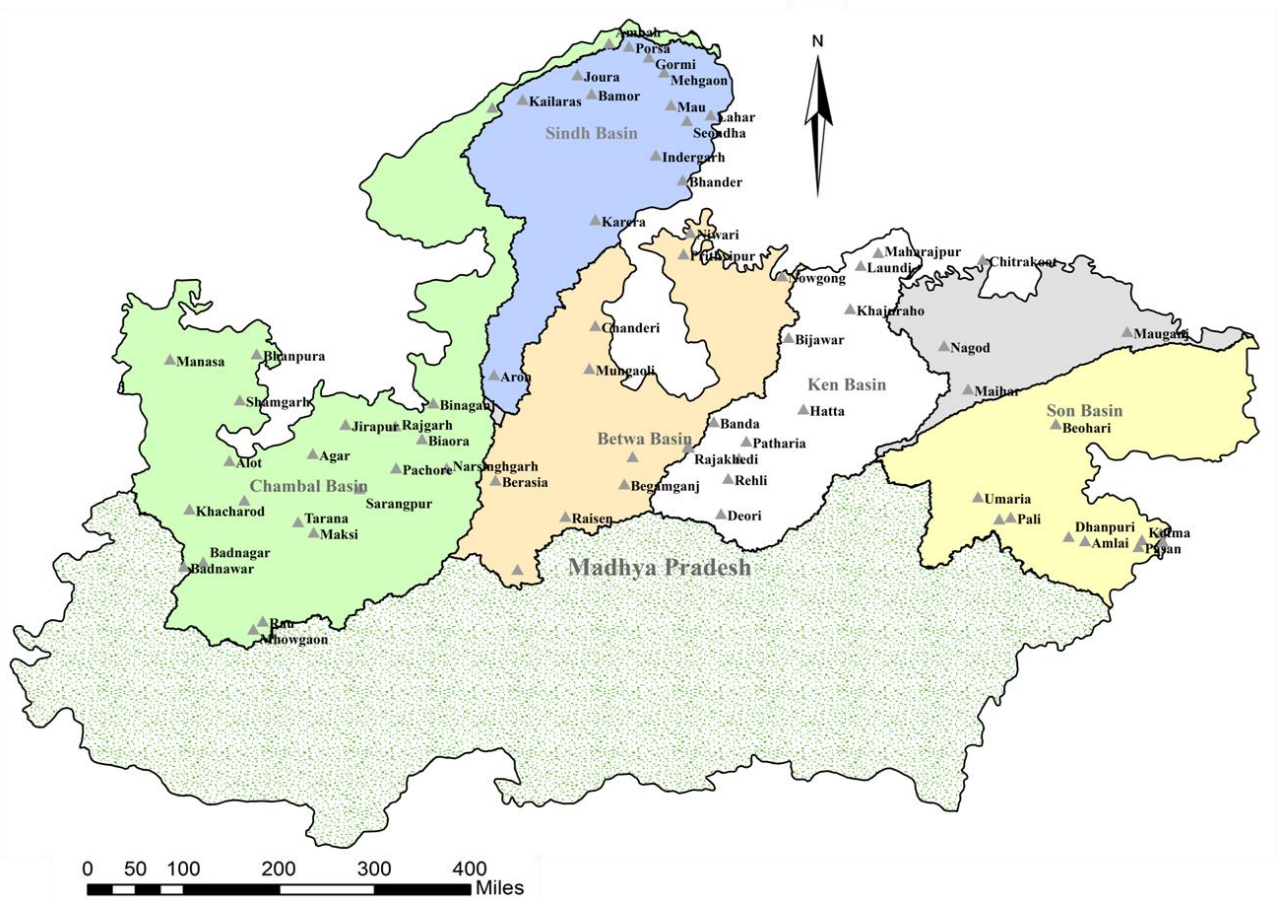 Ambah
Porsa
N
Gormi
Joura
Mehgaon
Kailaras
Bamor
Mau
Lahar
Sindh Basin
Seondha
Indergarh
Bhander
Karera
Niwari
Prithvipur
Maharajpur
Laundi
Chitrakoot
Nowgong
Khajuraho
Chanderi
Mauganj
Bijawar
Nagod
Manasa
Bhanpura
Mungaoli
Aron
Ken Basin
Maihar
Shamgarh
Binaganj
Hatta
Son Basin
Jirapur
Rajgarh
Banda
Beohari
Biaora
Betwa Basin
Patharia
Agar
Rajakhedi
Alot
Pachore
Narsinghgarh
Rehli
Chambal Basin
Berasia
Begamganj
Sarangpur
Umaria
Khacharod
Tarana
Raisen
Deori
Pali
Maksi
Dhanpuri
Kotma
Amlai
Pasan
Badnagar
Badnawar
Madhya Pradesh
Rau
Mhowgaon
0 50 100 200 300 400
Miles